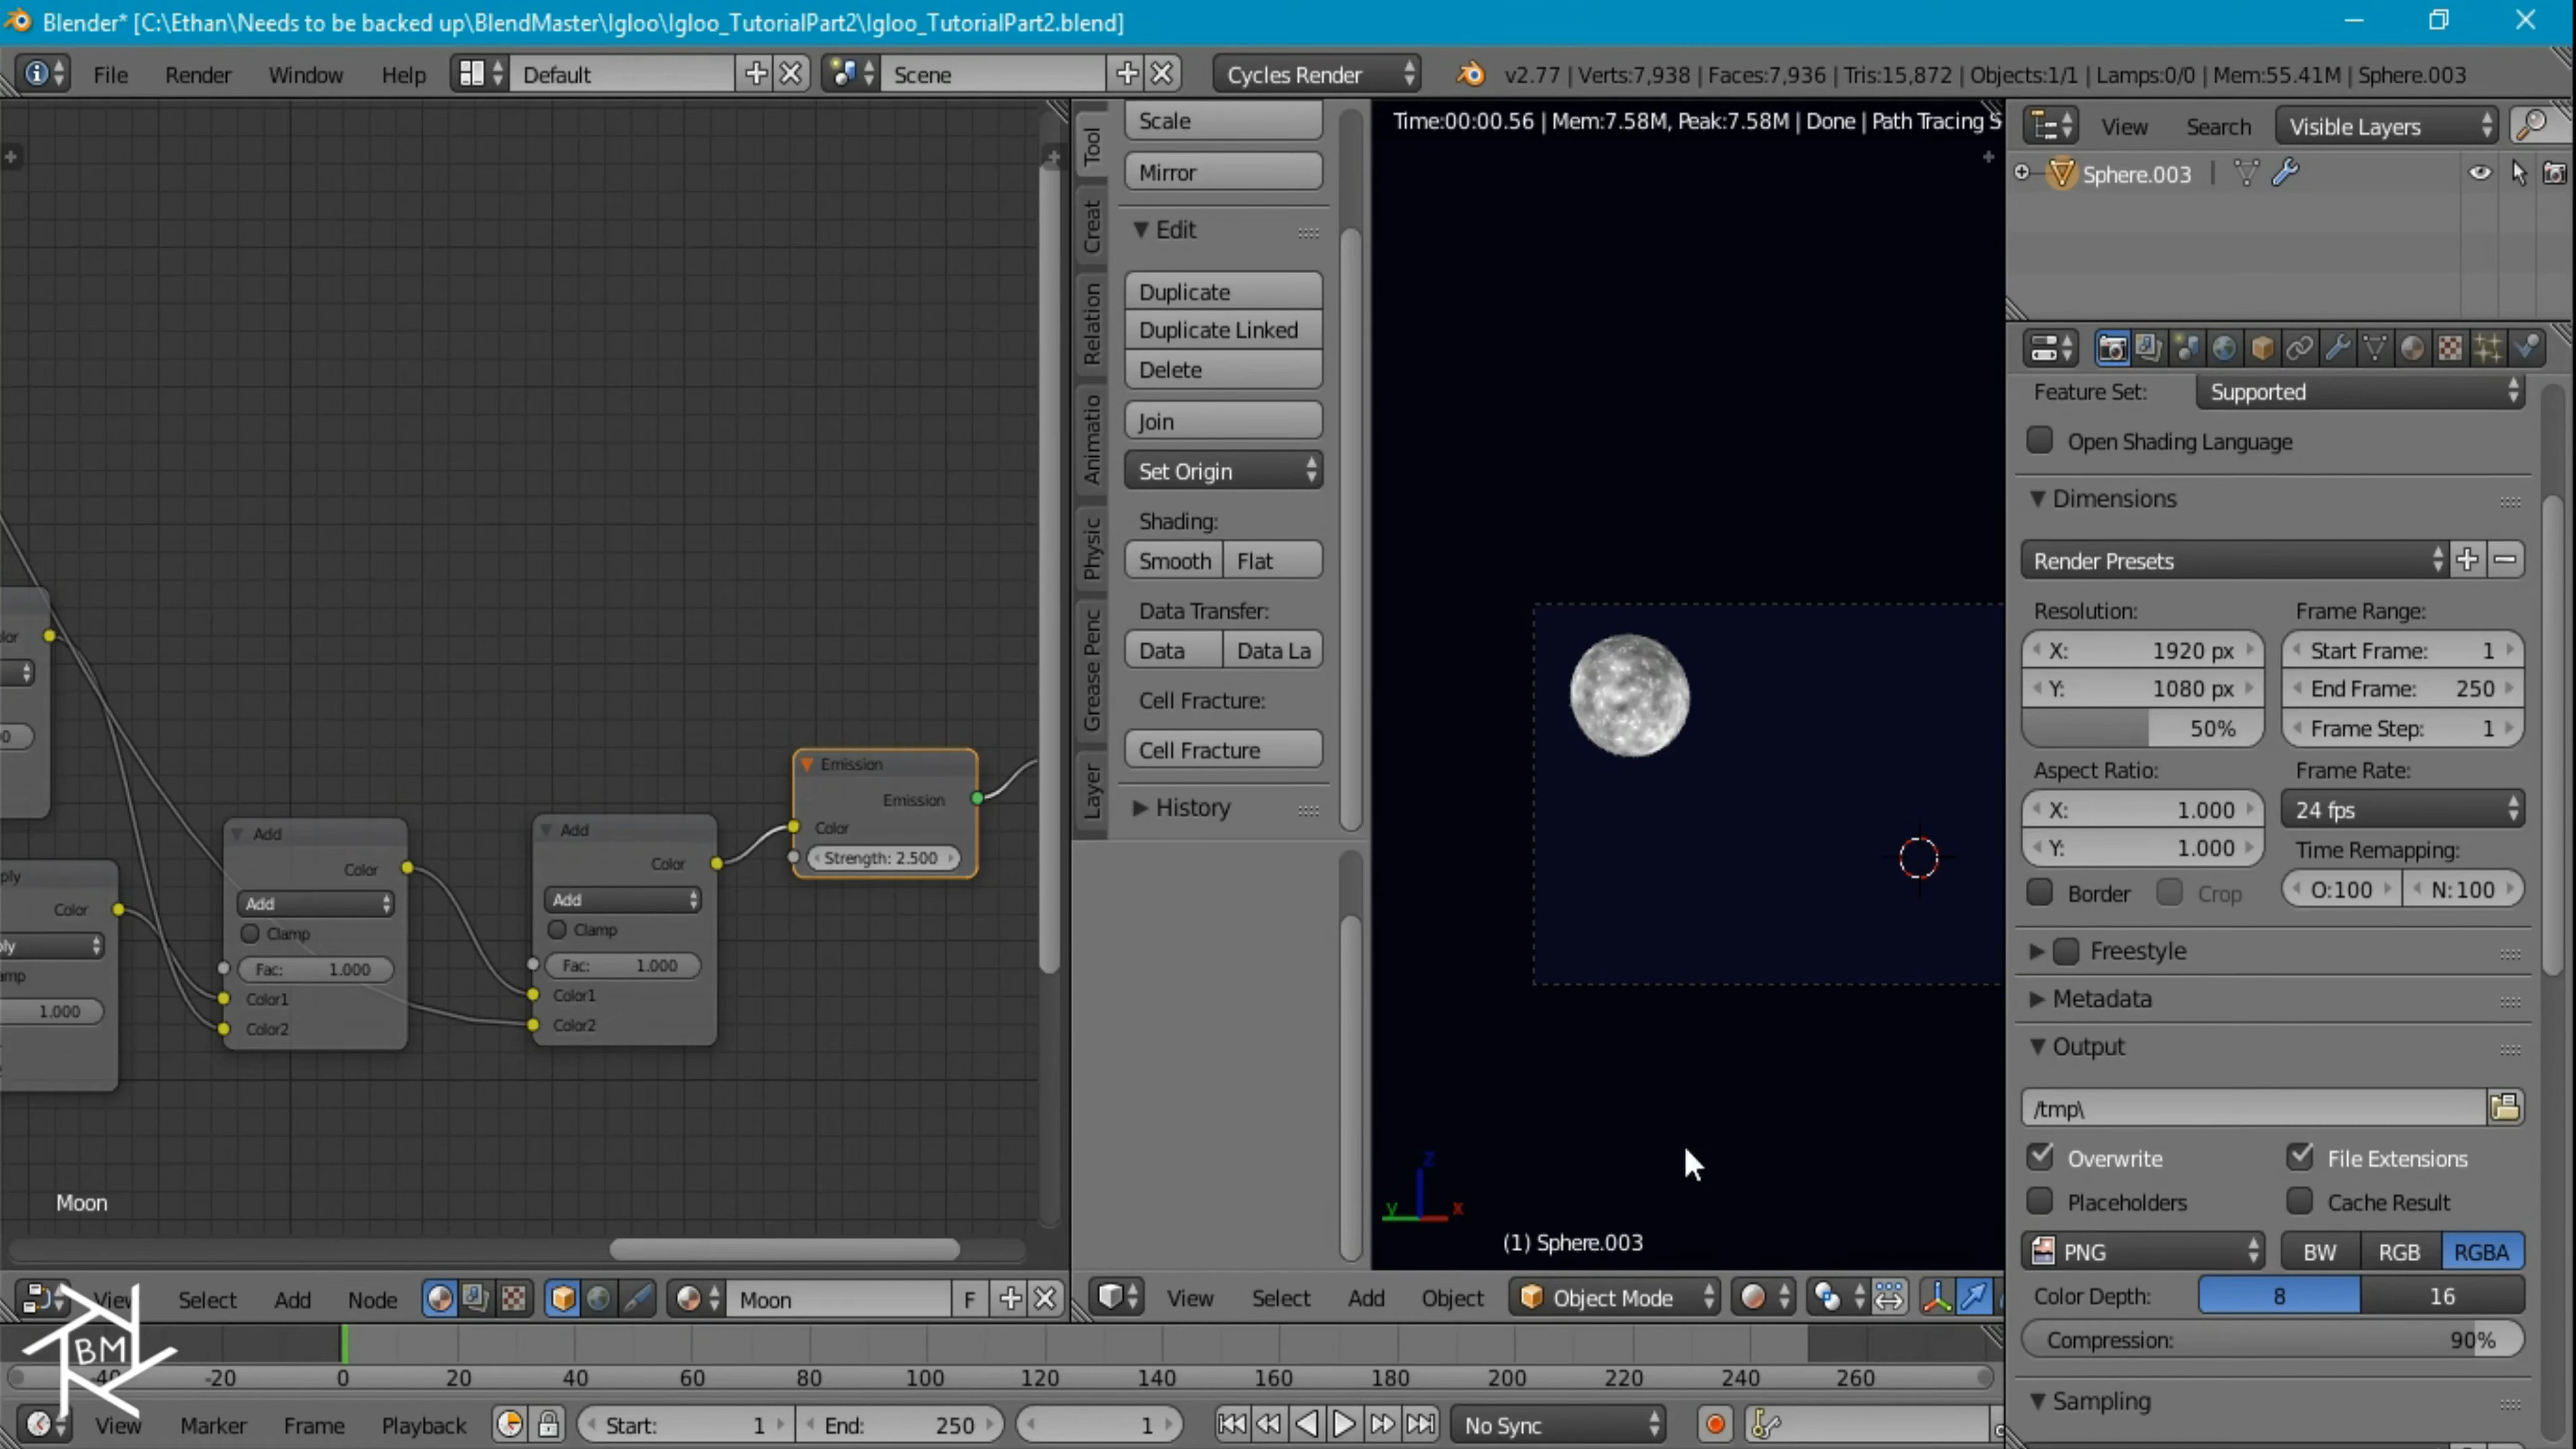 Blender* [C:\Ethan\Needs to be backed up\BlendMaster\Igloo\Igloo_TutorialPart2\Igloo_TutorialPart2.blend]
File Render Window Help Default Scene Cycles Render v2.77 | Verts:7,938 | Faces:7,936 | Tris:15,872 | Objects:1/1 | Lamps:0/0 | Mem:55.41M | Sphere.003
Time:00:00.56 | Mem:7.58M, Peak:7.58M | Done | Path Tracing S
View Search Visible Layers
Sphere.003
Tool
Creat
Relation
Animatio
Physic
Grease Penc
Layer
Scale
Mirror
Edit
Duplicate
Duplicate Linked
Delete
Join
Set Origin
Shading:
Smooth Flat
Data Transfer:
Data Data La
Cell Fracture:
Cell Fracture
History
lor
0
ply
Color
ly
amp
1.000
Add
Color
Add
Clamp
Fac: 1.000
Color1
Color2
Add
Color
Add
Clamp
Fac: 1.000
Color1
Color2
Emission
Emission
Color
Strength: 2.500
Moon
z
y x
(1) Sphere.003
Feature Set: Supported
Open Shading Language
Dimensions
Render Presets
Resolution: Frame Range:
X: 1920 px Start Frame: 1
Y: 1080 px End Frame: 250
50% Frame Step: 1
Aspect Ratio: Frame Rate:
X: 1.000 24 fps
Y: 1.000 Time Remapping:
Border Crop O:100 N:100
Freestyle
Metadata
Output
/tmp\
Overwrite File Extensions
Placeholders Cache Result
PNG BW RGB RGBA
Color Depth: 8 16
Compression: 90%
Sampling
View Select Add Node Moon F
View Select Add Object Object Mode
BM
-40 -20 0 20 40 60 80 100 120 140 160 180 200 220 240 260
View Marker Frame Playback Start: 1 End: 250 1 No Sync